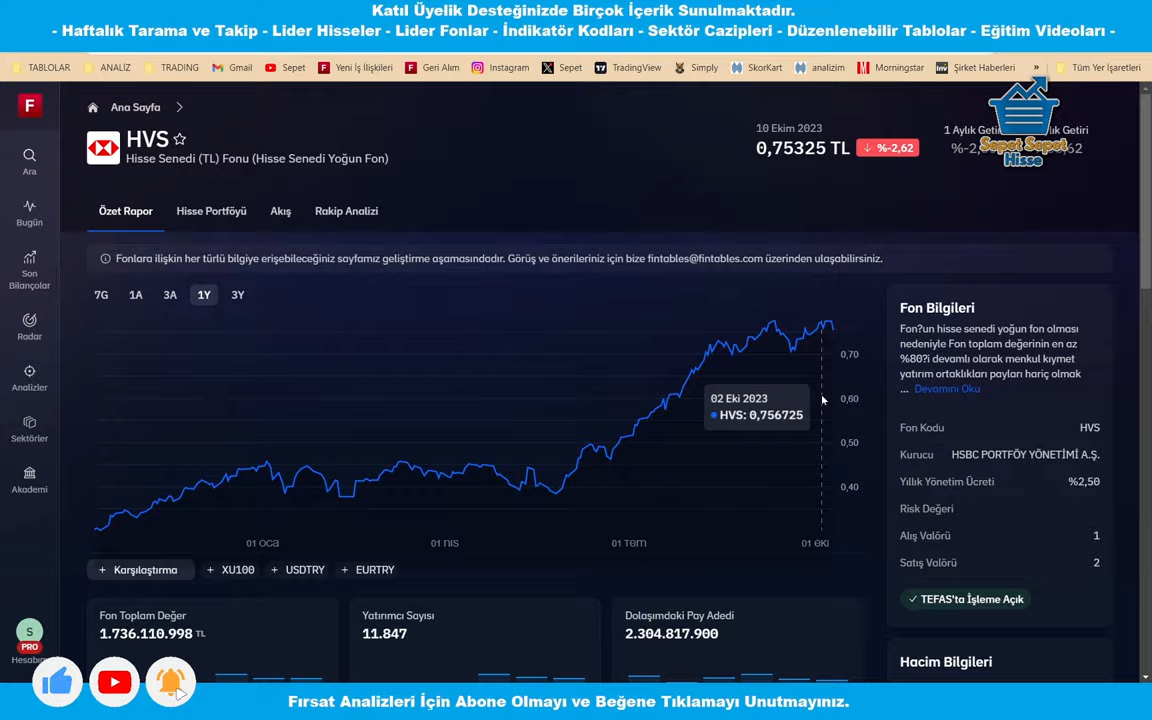 Katıl Üyelik Desteğinizde Birçok İçerik Sunulmaktadır.
- Haftalık Tarama ve Takip - Lider Hisseler - Lider Fonlar - İndikatör Kodları - Sektör Cazipleri - Düzenlenebilir Tablolar - Eğitim Videoları -
TABLOLAR ANALİZ TRADING Gmail Sepet Yeni İş İlişkileri Geri Alım Instagram Sepet TradingView Simply SkorKart analizim Morningstar Şirket Haberleri » Tüm Yer İşaretleri
F
Ana Sayfa
HVS
Hisse Senedi (TL) Fonu (Hisse Senedi Yoğun Fon)
10 Ekim 2023
0,75325 TL
↓ %-2,62
1 Aylık Getiri
Sepet Sepet
Hisse
Ara
Bugün
Son Bilançolar
Radar
Analizler
Sektörler
Akademi
S
PRO
Hesabım
Özet Rapor Hisse Portföyü Akış Rakip Analizi
Fonlara ilişkin her türlü bilgiye erişebileceğiniz sayfamız geliştirme aşamasındadır. Görüş ve önerileriniz için bize fintables@fintables.com üzerinden ulaşabilirsiniz.
7G 1A 3A 1Y 3Y
0,70
0,60
0,50
0,40
02 Eki 2023
HVS: 0,756725
01 oca 01 nis 01 tem 01 eki
+ Karşılaştırma + XU100 + USDTRY + EURTRY
Fon Toplam Değer
1.736.110.998 TL
Yatırımcı Sayısı
11.847
Dolaşımdaki Pay Adedi
2.304.817.900
Fon Bilgileri
Fon?un hisse senedi yoğun fon olması
nedeniyle Fon toplam değerinin en az
%80?i devamlı olarak menkul kıymet
yatırım ortaklıkları payları hariç olmak
... Devamını Oku
Fon Kodu HVS
Kurucu HSBC PORTFÖY YÖNETİMİ A.Ş.
Yıllık Yönetim Ücreti %2,50
Risk Değeri
Alış Valörü 1
Satış Valörü 2
✓ TEFAS'ta İşleme Açık
Hacim Bilgileri
Fırsat Analizleri İçin Abone Olmayı ve Beğene Tıklamayı Unutmayınız.